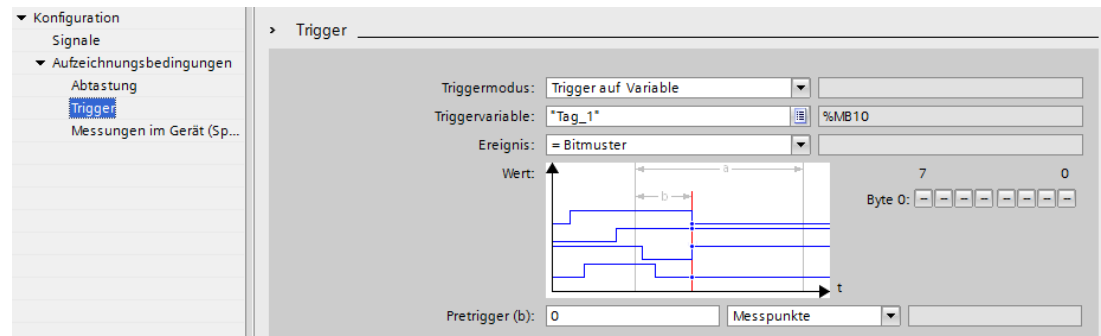 Konfiguration
Signale
Aufzeichnungsbedingungen
Abtastung
Trigger
Messungen im Gerät (Sp...
Trigger
Triggermodus: Trigger auf Variable
Triggervariable: "Tag_1" %MB10
Ereignis: = Bitmuster
Wert: a 7 0
b Byte 0: - - - - - - - -
t
Pretrigger (b): 0 Messpunkte